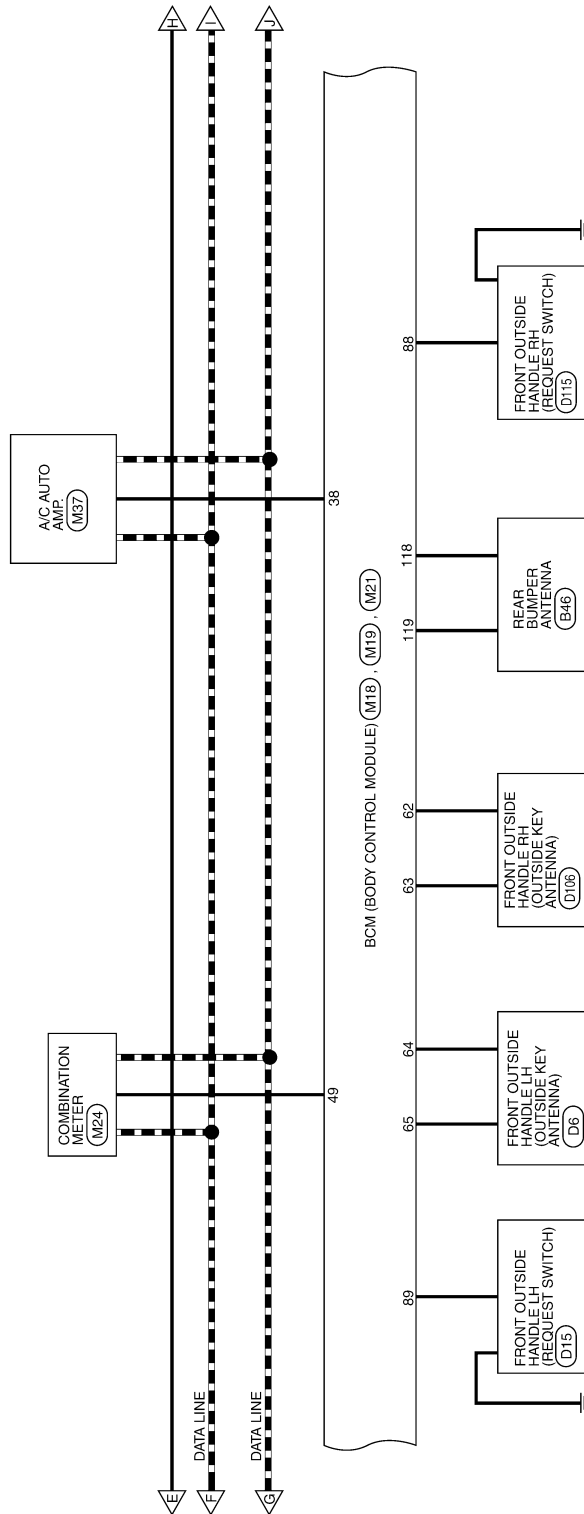 E
F
G
DATA LINE
DATA LINE
H
I
J
COMBINATION
METER
M24
A/C AUTO
AMP.
M37
49
38
BCM (BODY CONTROL MODULE) M18 , M19 , M21
89
65
64
63
62
119
118
88
FRONT OUTSIDE
HANDLE LH
(REQUEST SWITCH)
D15
FRONT OUTSIDE
HANDLE LH
(OUTSIDE KEY
ANTENNA)
D6
FRONT OUTSIDE
HANDLE RH
(OUTSIDE KEY
ANTENNA)
D106
REAR
BUMPER
ANTENNA
B46
FRONT OUTSIDE
HANDLE RH
(REQUEST SWITCH)
D115